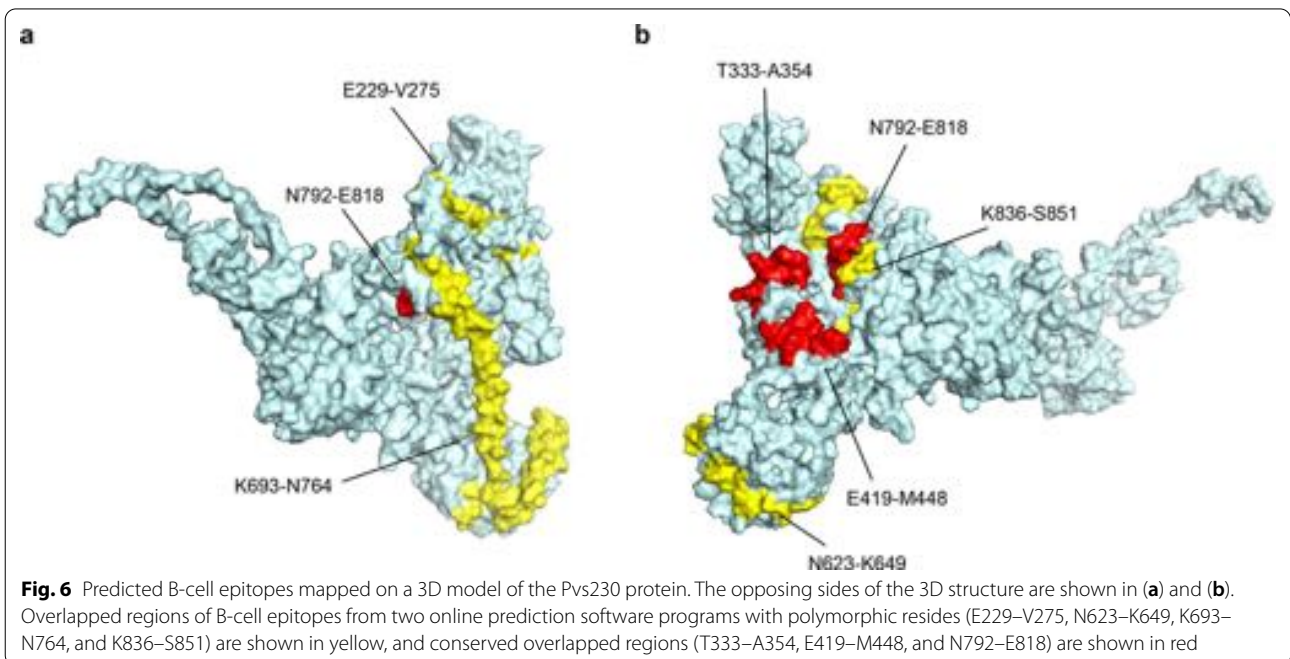 a
b
T333-A354
E229-V275
N792-E818
N792-E818
K836-S851
K693-N764
E419-M448
N623-K649
Fig. 6 Predicted B-cell epitopes mapped on a 3D model of the Pvs230 protein. The opposing sides of the 3D structure are shown in (a) and (b).
Overlapped regions of B-cell epitopes from two online prediction software programs with polymorphic resides (E229–V275, N623–K649, K693–
N764, and K836–S851) are shown in yellow, and conserved overlapped regions (T333–A354, E419–M448, and N792–E818) are shown in red